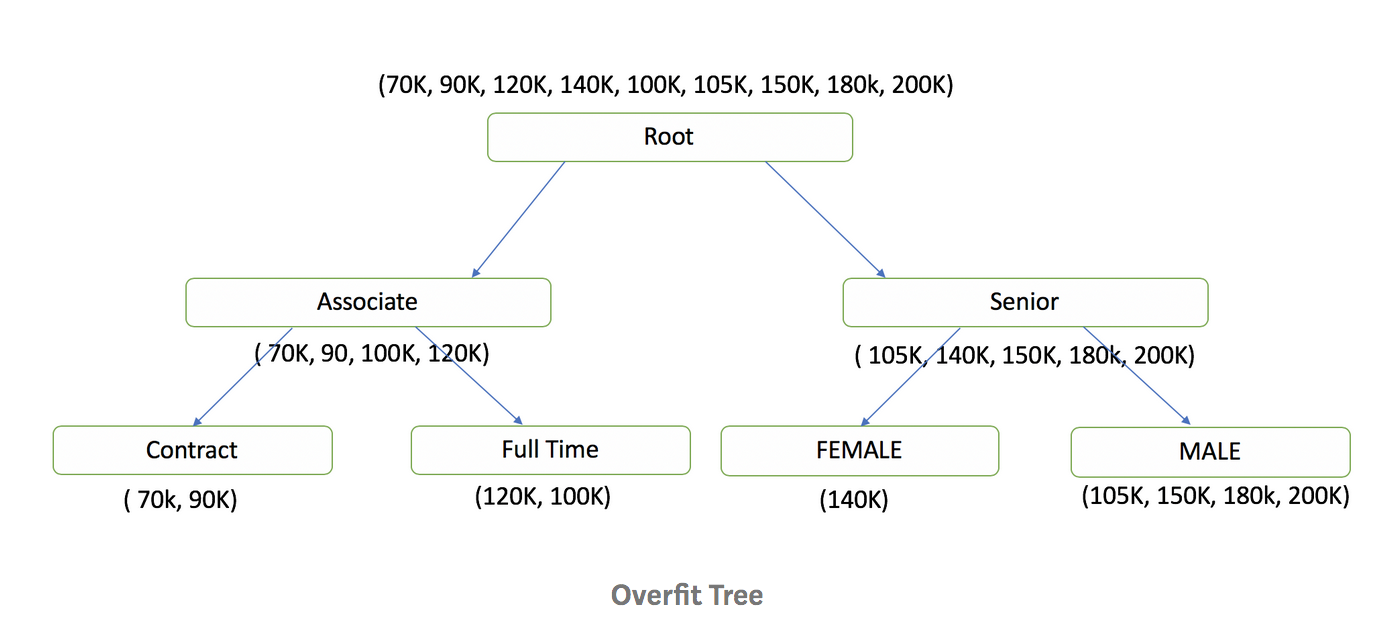 (70K, 90K, 120K, 140K, 100K, 105K, 150K, 180k, 200K)
Root
Associate
Senior
( 70K, 90, 100K, 120K)
( 105K, 140K, 150K, 180k, 200K)
Contract
Full Time
FEMALE
MALE
( 70k, 90K)
(120K, 100K)
(140K)
(105K, 150K, 180k, 200K)
Overfit Tree